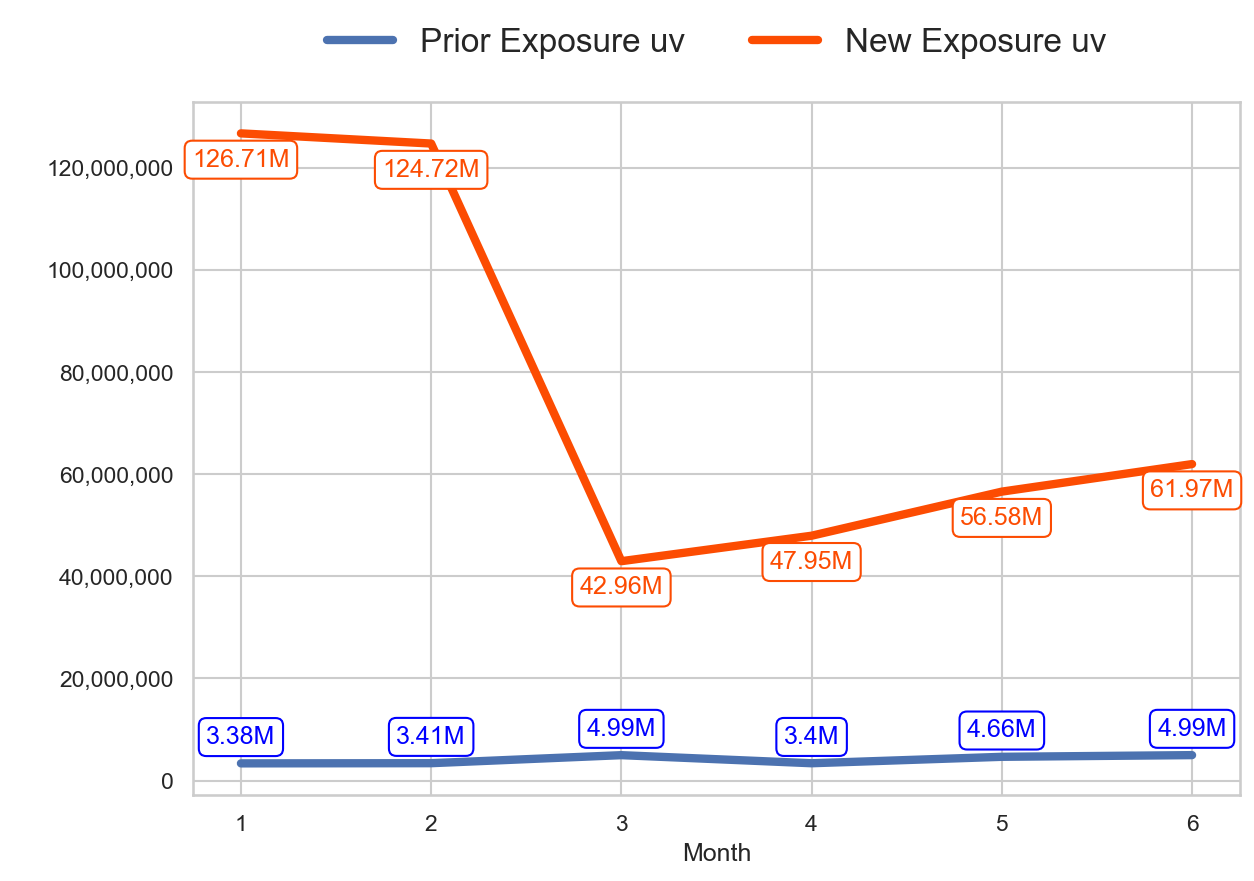 Prior Exposure uv New Exposure uv
126.71M
124.72M
120,000,000
100,000,000
80,000,000
60,000,000
61.97M
56.58M
47.95M
42.96M
40,000,000
20,000,000
3.38M 3.41M 4.99M 3.4M 4.66M 4.99M
0
1 2 3 4 5 6
Month